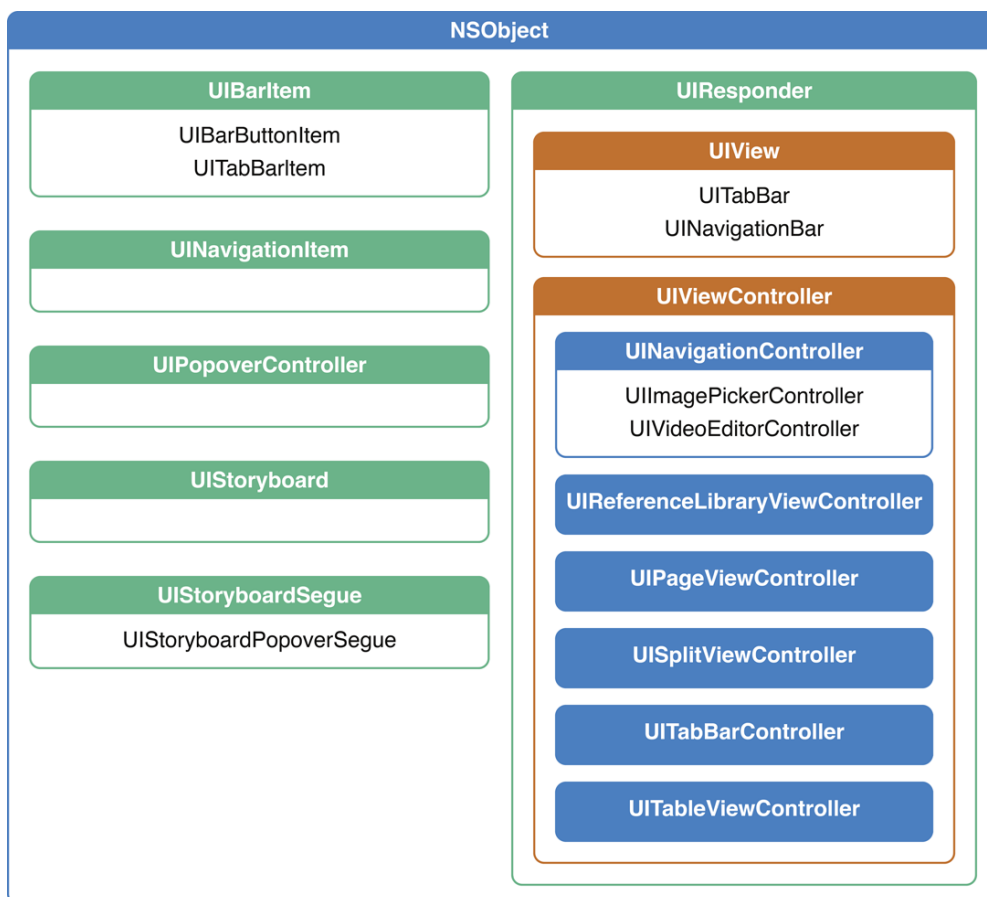 NSObject
UIBarItem
UIBarButtonItem
UITabBarItem
UINavigationItem
UIPopoverController
UIStoryboard
UIStoryboardSegue
UIStoryboardPopoverSegue
UIResponder
UIView
UITabBar
UINavigationBar
UIViewController
UINavigationController
UIImagePickerController
UIVideoEditorController
UIReferenceLibraryViewController
UIPageViewController
UISplitViewController
UITabBarController
UITableViewController